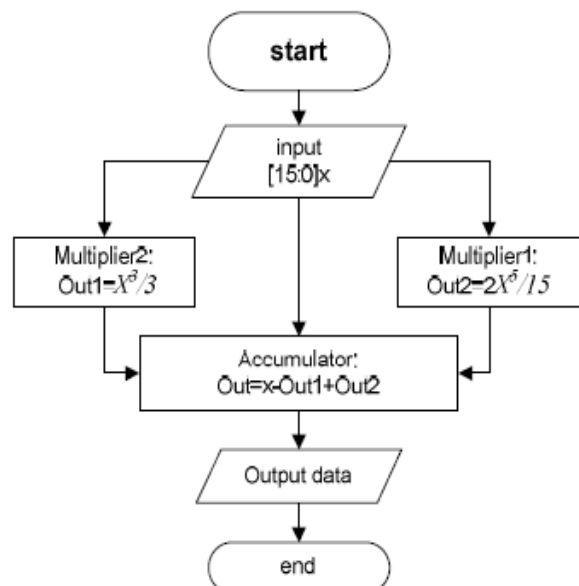 start
input
[15:0]x
Multiplier2:
Out1=X³/3
Multiplier1:
Out2=2X⁵/15
Accumulator:
Out=x-Out1+Out2
Output data
end